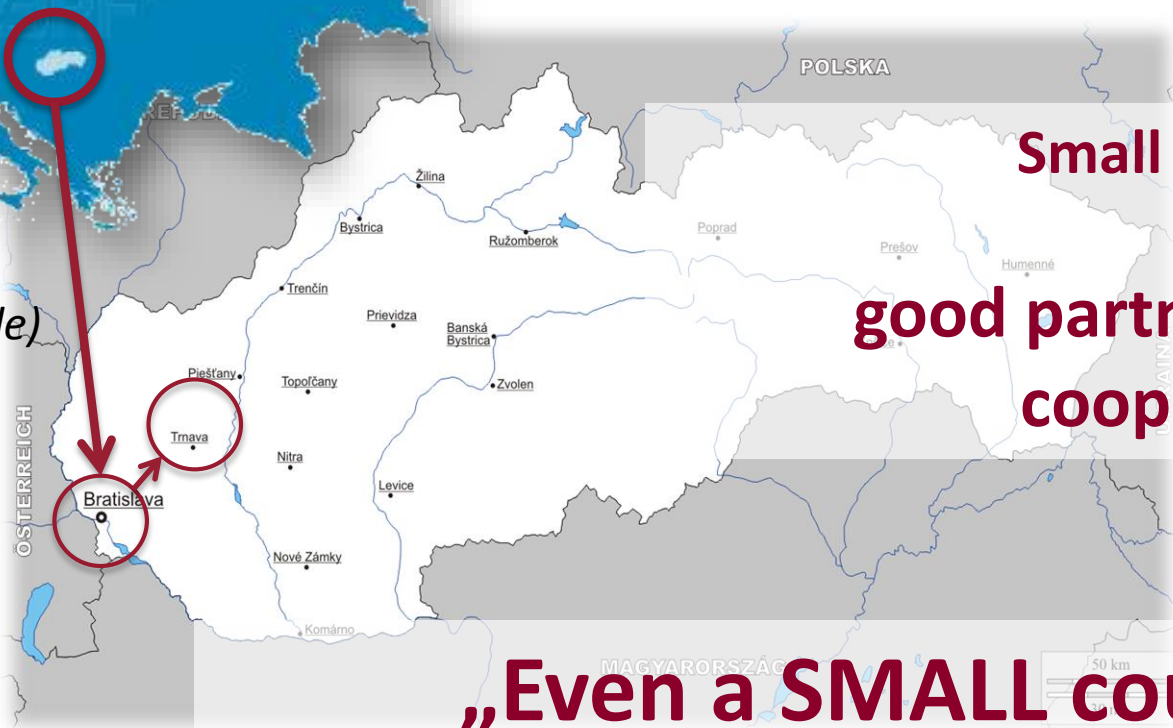 POLSKA
Small
Žilina
Bystrica
Ružomberok
Poprad
Prešov
Humenné
Trenčín
good partn
Prievidza
Banská
Bystrica
coop
Piešťany
Topoľčany
Zvolen
ÖSTERREICH
Trnava
Nitra
Levice
Bratislava
Nové Zámky
Komárno
MAGYARORSZÁG
50 km
„Even a SMALL cou